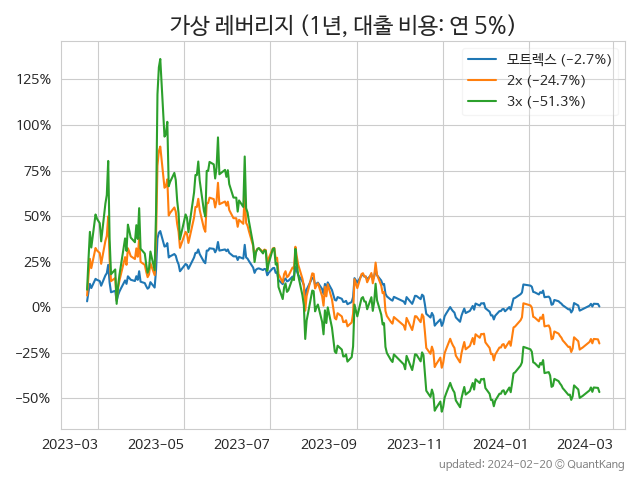 가상 레버리지 (1년, 대출 비용: 연 5%)
모트렉스 (−2.7%)
2x (−24.7%)
3x (−51.3%)
125%
100%
75%
50%
25%
0%
−25%
−50%
2023-03 2023-05 2023-07 2023-09 2023-11 2024-01 2024-03
updated: 2024-02-20 © QuantKang